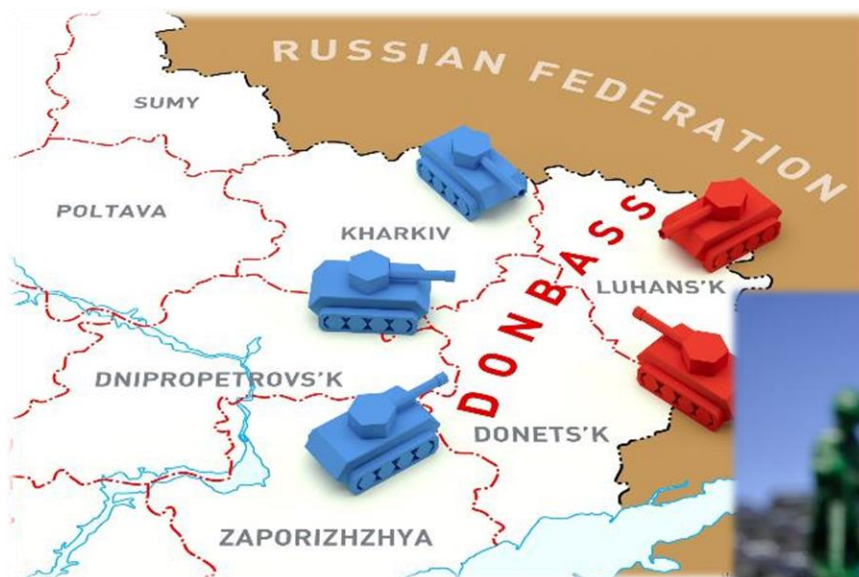 RUSSIAN FEDERATION
SUMY
POLTAVA
KHARKIV
DONBASS
LUHANS'K
DNIPROPETROVS'K
DONETS'K
ZAPORIZHZHYA